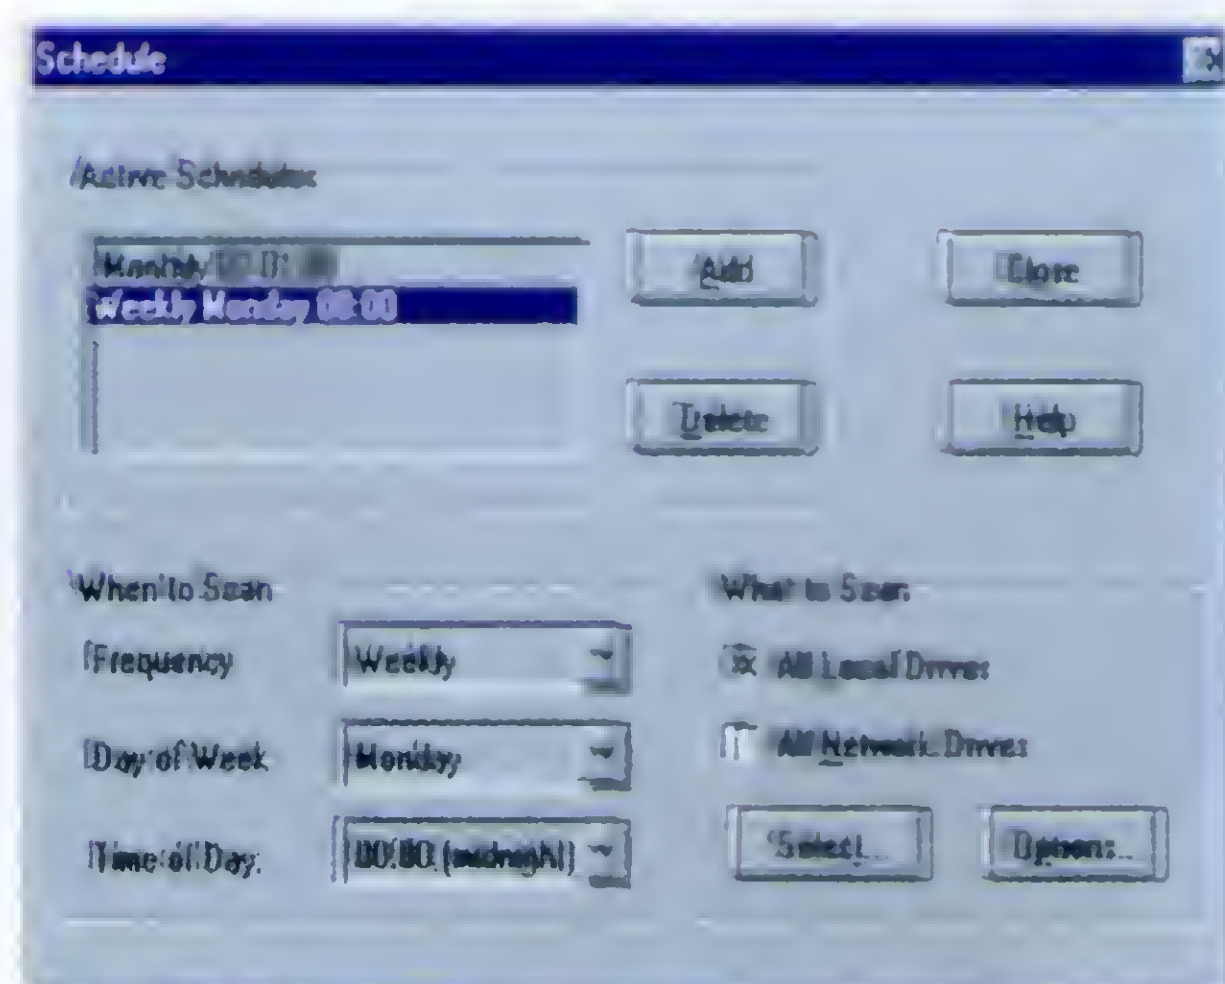 Schedule
Active Schedules
Monthly
Weekly Monday 00:00
Add
Close
Delete
Help
When to Scan
What to Scan
Frequency
Weekly
All Local Drives
Day of Week
Monday
All Network Drives
Time of Day:
00:00 (midnight)
Select...
Options...